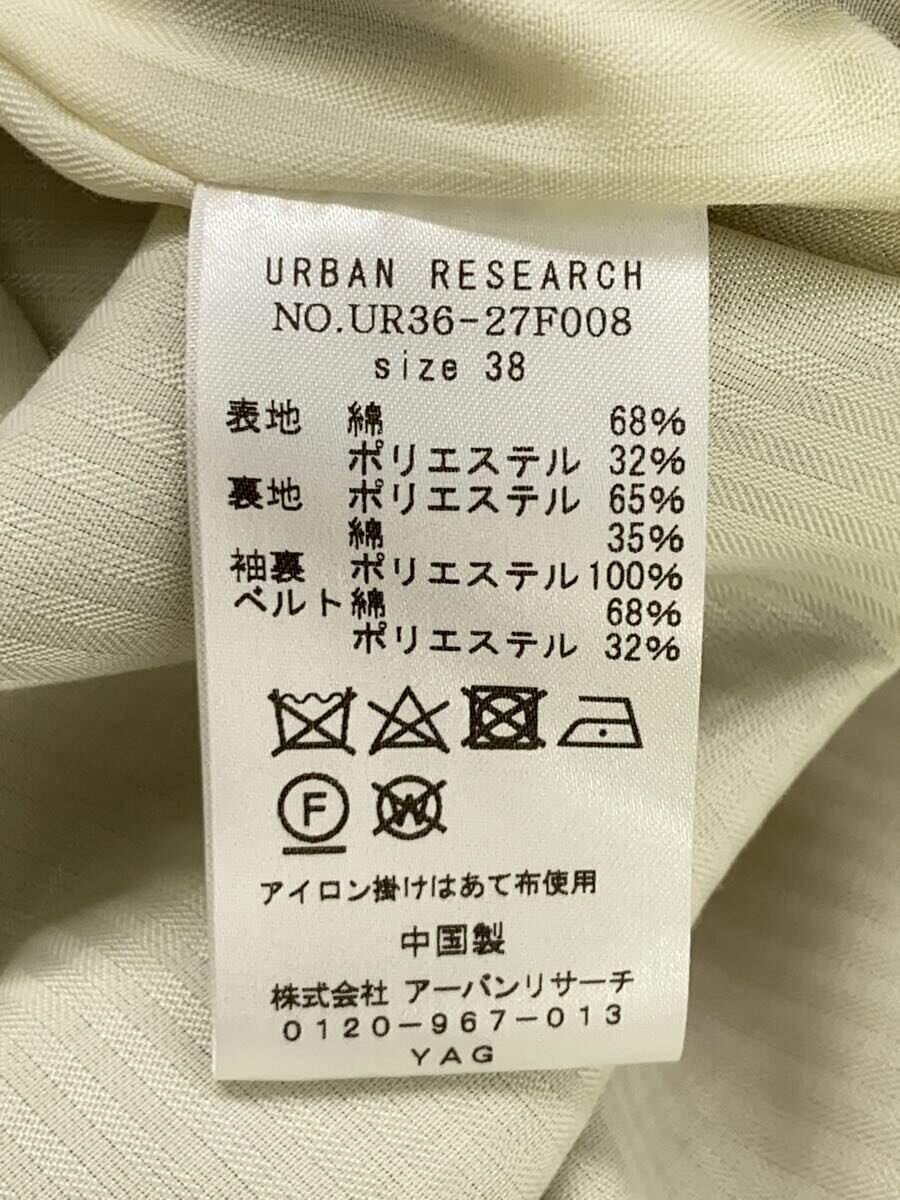 URBAN RESEARCH
NO.UR36-27F008
size 38
表地 綿 68%
ポリエステル 32%
裏地 ポリエステル 65%
綿 35%
袖裏 ポリエステル 100%
ベルト 綿 68%
ポリエステル 32%
F W
アイロン掛けはあて布使用
中国製
株式会社 アーバンリサーチ
0120-967-013
YAG